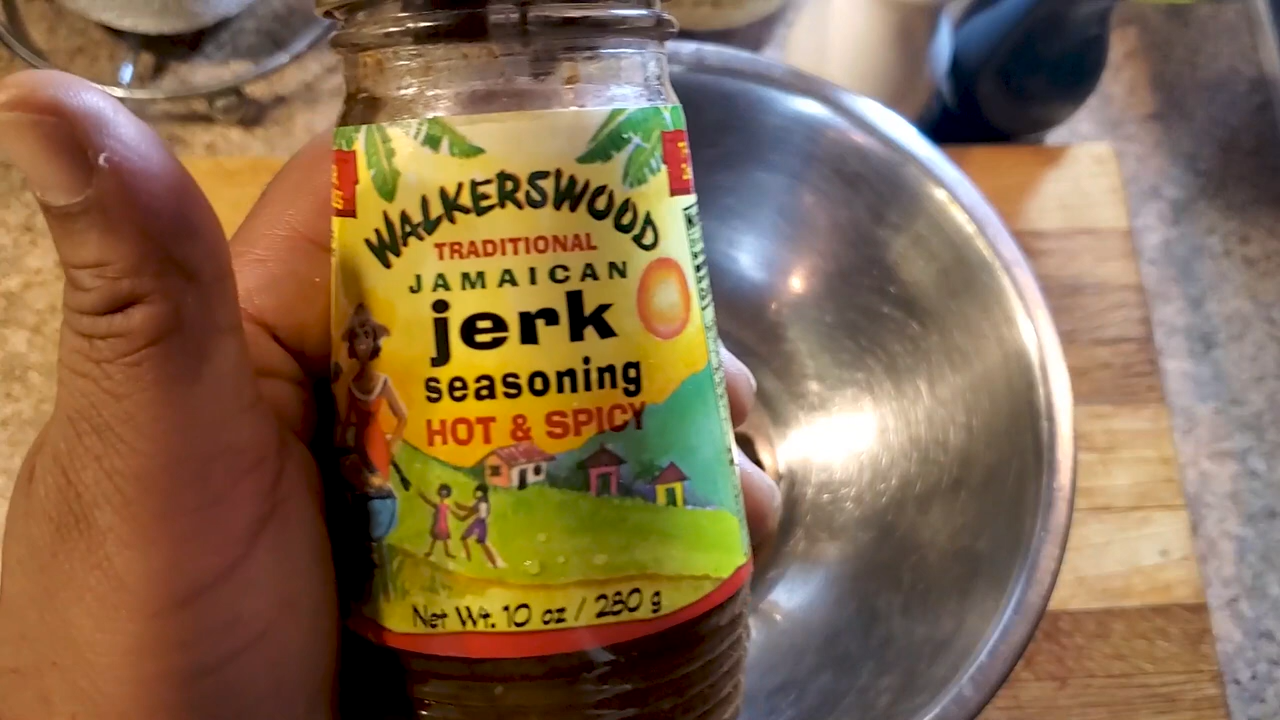 WALKERSWOOD
TRADITIONAL
JAMAICAN
jerk
seasoning
HOT & SPICY
Net Wt. 10 oz / 280 g